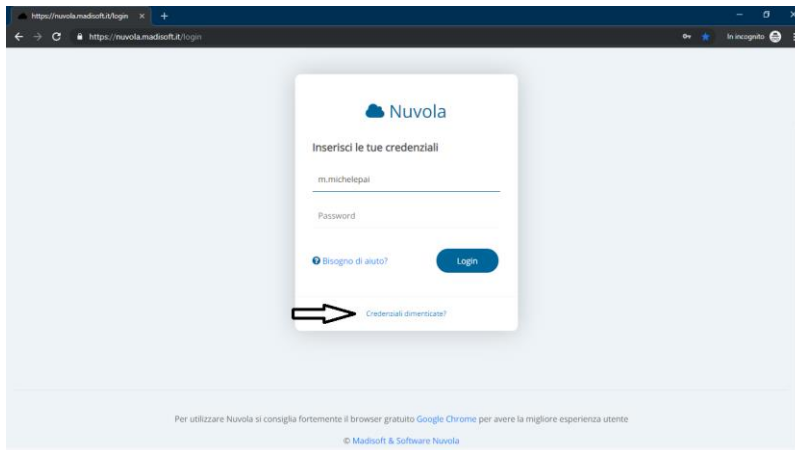 https://nuvola.madisoft.it/login
https://nuvola.madisoft.it/login
In incognito
Nuvola
Inserisci le tue credenziali
m.michelepai
Password
Bisogno di aiuto?
Login
Credenziali dimenticate?
Per utilizzare Nuvola si consiglia fortemente il browser gratuito Google Chrome per avere la migliore esperienza utente
© Madisoft & Software Nuvola